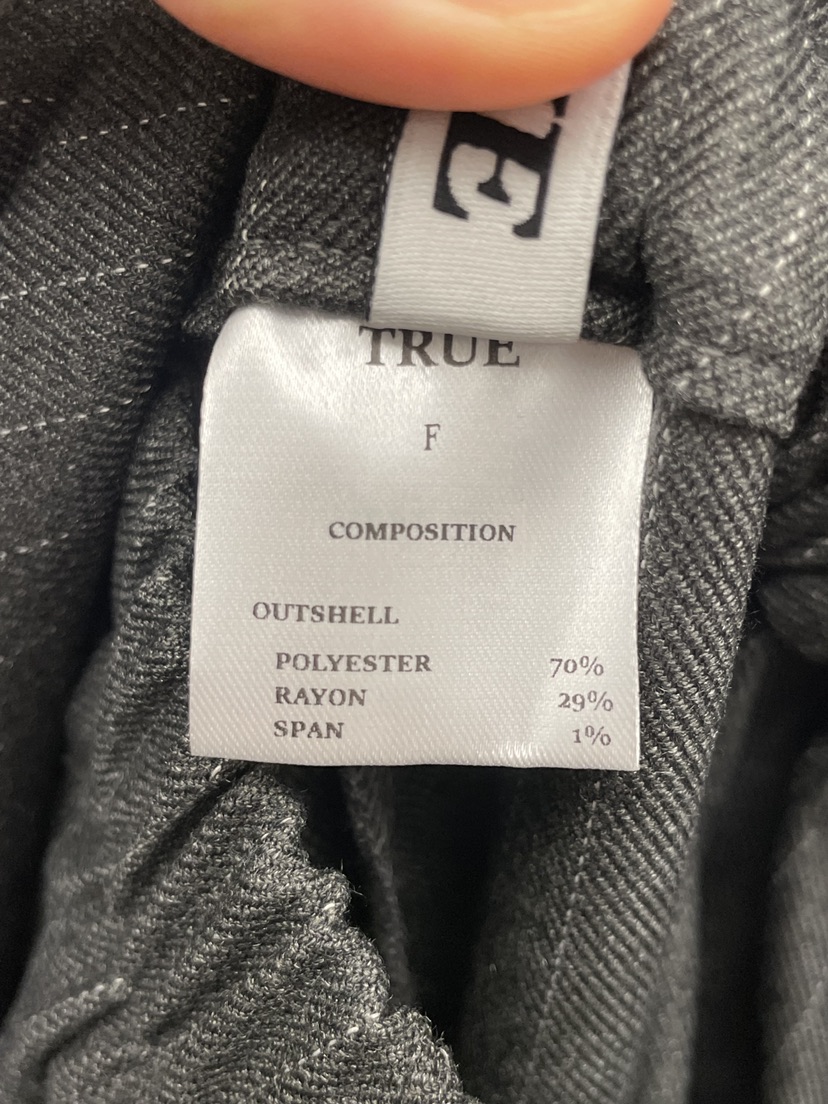 E
TRUE
F
COMPOSITION
OUTSHELL
POLYESTER 70%
RAYON 29%
SPAN 1%